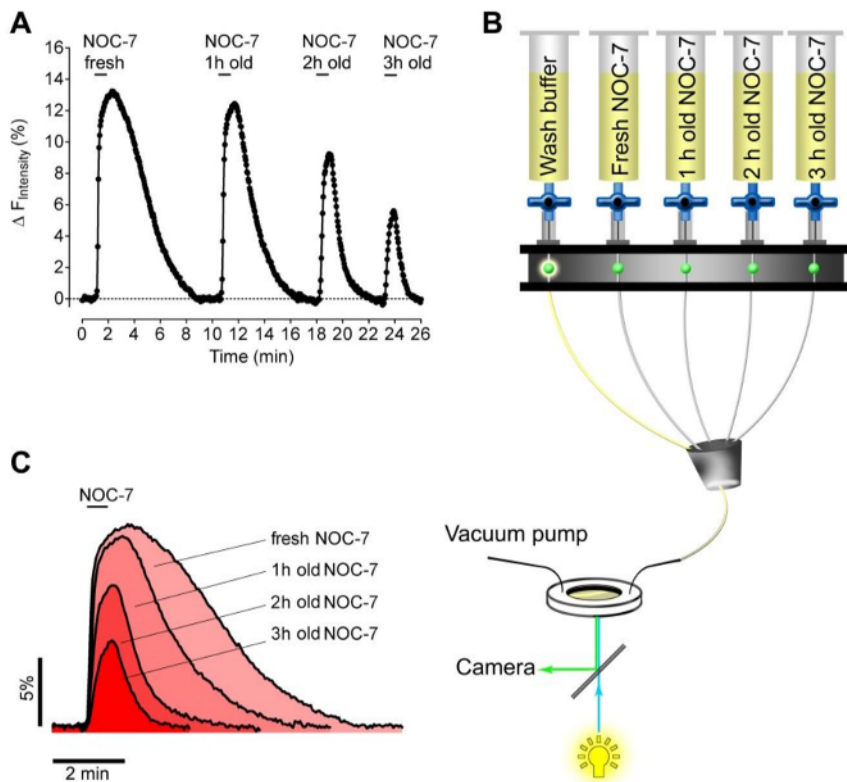 A
NOC-7 fresh
NOC-7 1h old
NOC-7 2h old
NOC-7 3h old
Δ F Intensity (%)
16
14
12
10
8
6
4
2
0
0 2 4 6 8 10 12 14 16 18 20 22 24 26
Time (min)
B
Wash buffer
Fresh NOC-7
1 h old NOC-7
2 h old NOC-7
3 h old NOC-7
Vacuum pump
Camera
C
NOC-7
fresh NOC-7
1h old NOC-7
2h old NOC-7
3h old NOC-7
5%
2 min